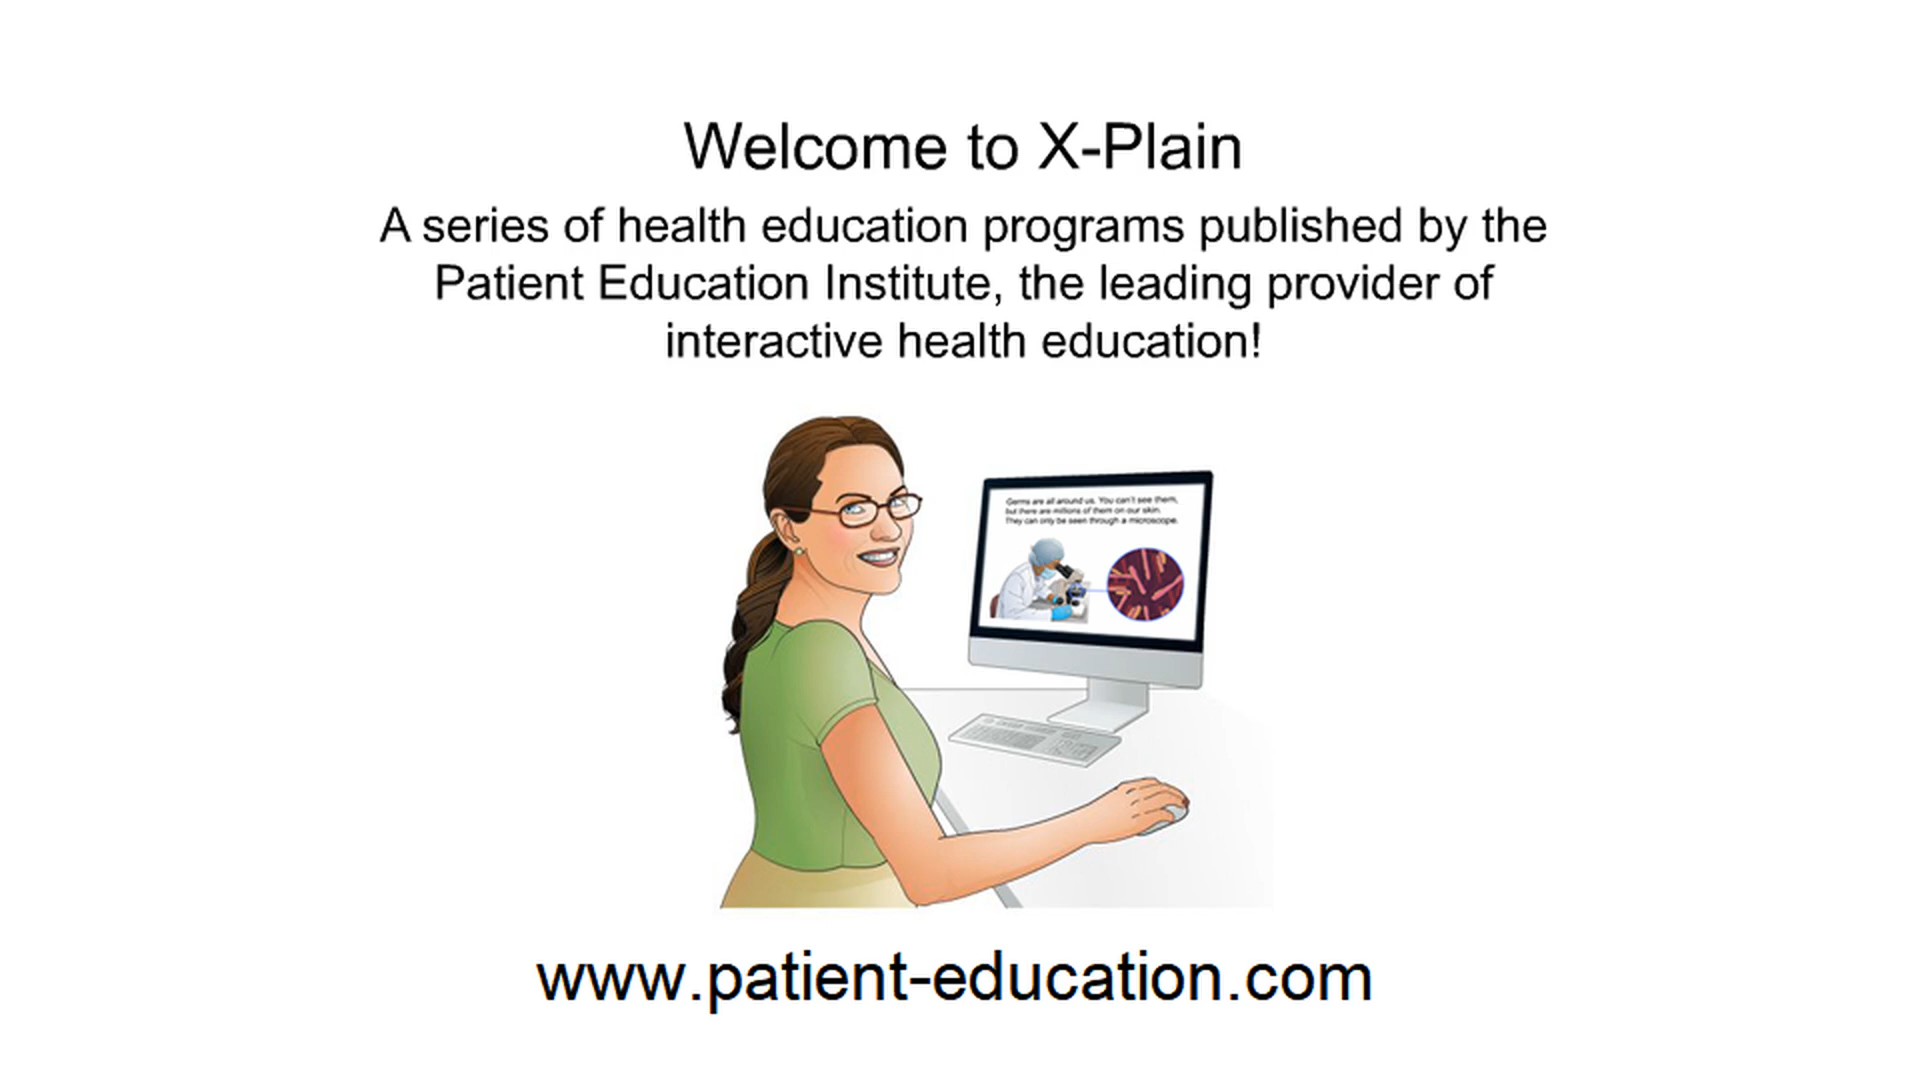 Welcome to X-Plain
A series of health education programs published by the
Patient Education Institute, the leading provider of
interactive health education!
Germs are all around us. You can't see them,
but there are millions of them on our skin.
They can only be seen through a microscope.
www.patient-education.com